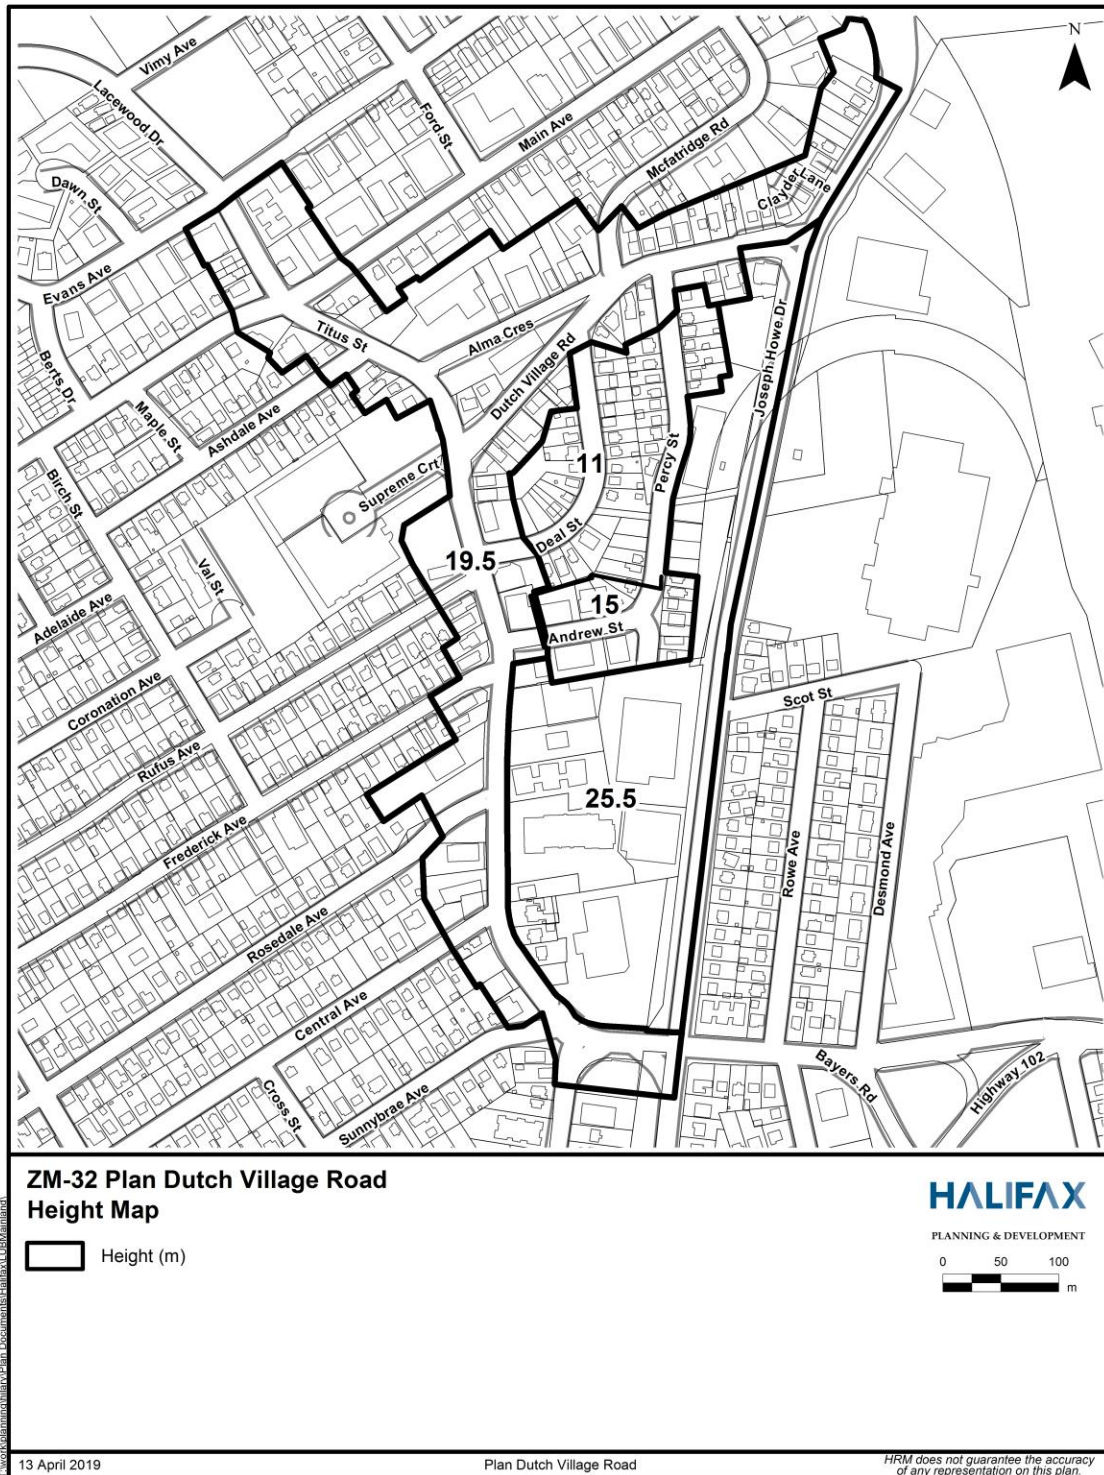 N
Vimy Ave
Lacewood Dr
Ford St
Main Ave
Mcfatridge Rd
Dawn St
Clayder Lane
Evans Ave
Titus St
Alma Cres
Joseph Howe Dr
Berts Dr
Dutch Village Rd
Maple St
Ashdale Ave
Percy St
11
Birch St
Supreme Crt
Deal St
19.5
Val St
15
Adelaide Ave
Andrew St
Coronation Ave
Scot St
Rufus Ave
25.5
Frederick Ave
Rowe Ave
Desmond Ave
Rosedale Ave
Central Ave
Bayers Rd
Highway 102
Cross St
Sunnybrae Ave
ZM-32 Plan Dutch Village Road
Height Map
Height (m)
HALIFAX
PLANNING & DEVELOPMENT
0 50 100
m
13 April 2019
Plan Dutch Village Road
HRM does not guarantee the accuracy
of any representation on this plan.